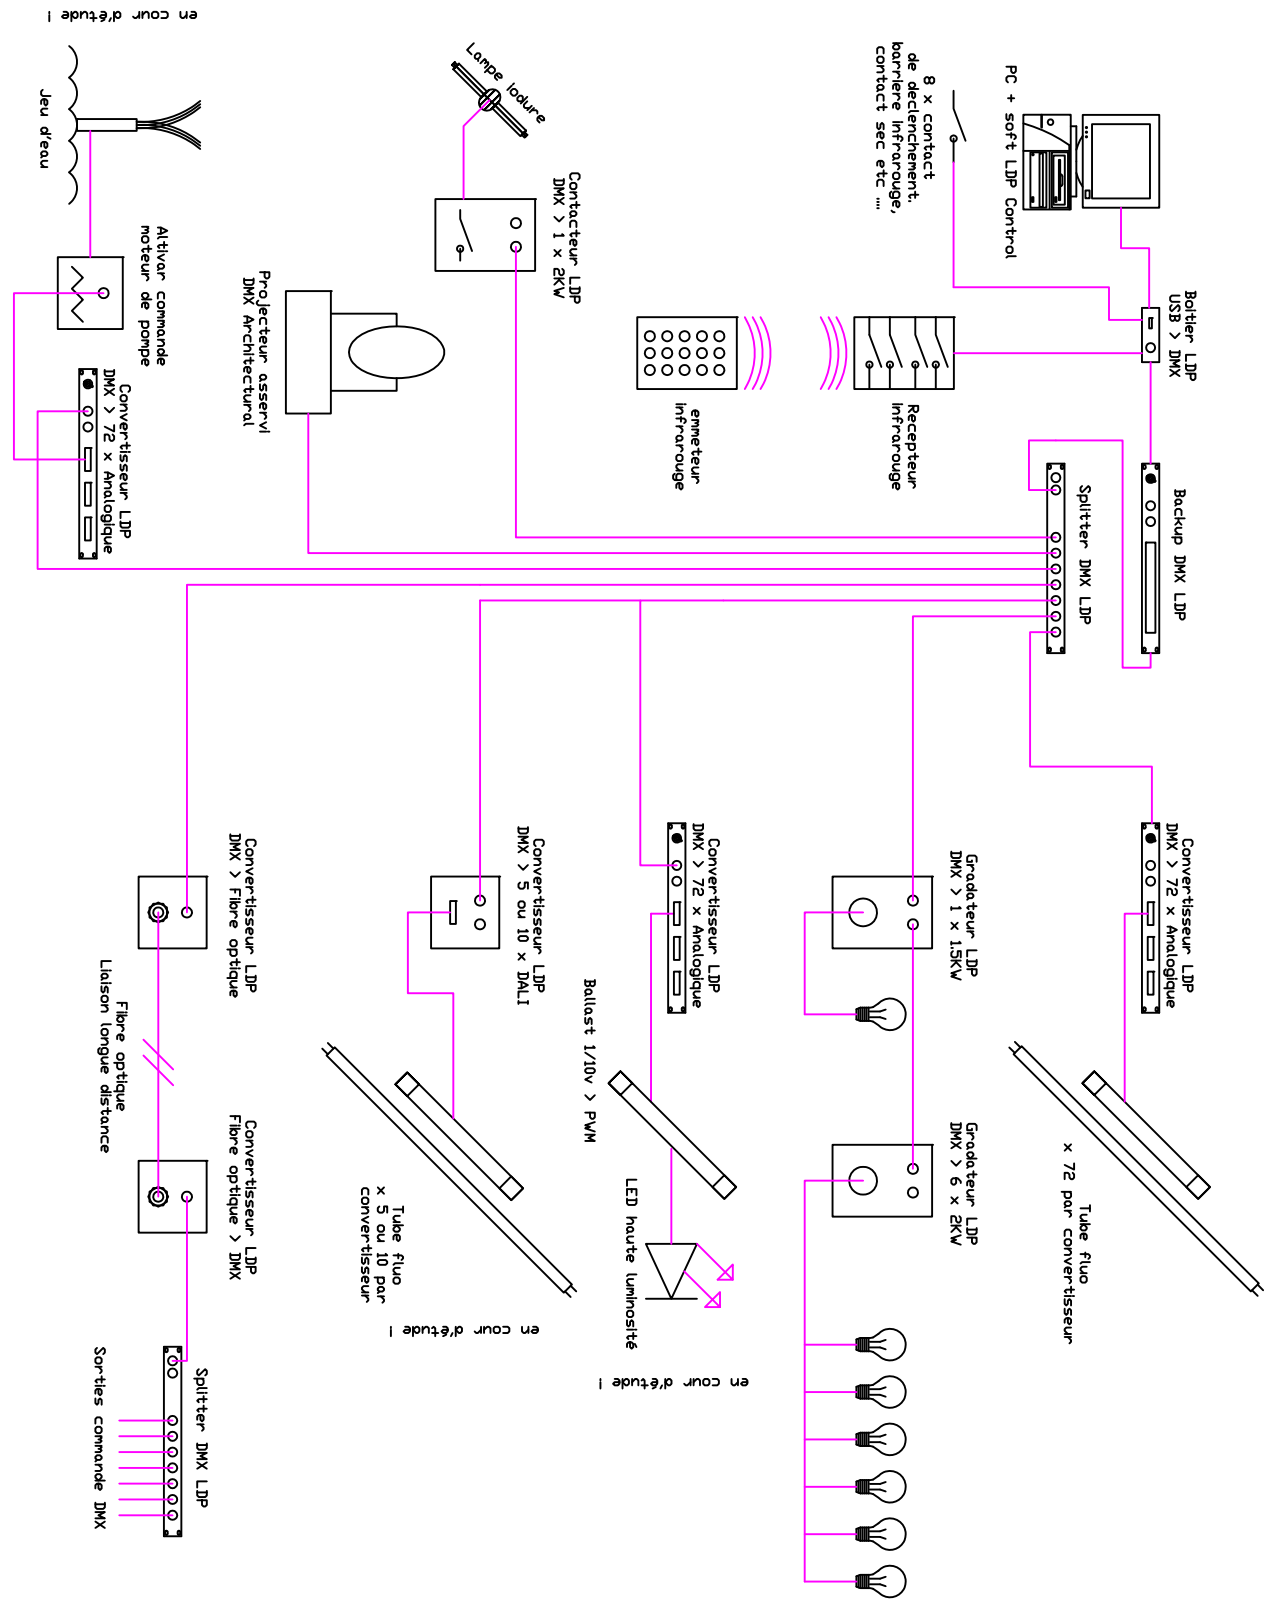 PC + soft LDP Control
8 x contact
de declenchement.
barriere infrarouge,
contact sec etc ....
Boitier LDP
USB > DMX
Recepteur
infrarouge
emmeteur
infrarouge
Backup DMX LDP
Splitter DMX LDP
Lampe iodure
Contacteur LDP
DMX > 1 x 2KW
Projecteur asservi
DMX Architectural
en cour d'étude !
Jeu d'eau
Altivar commande
moteur de pompe
Convertisseur LDP
DMX > 72 x Analogique
Convertisseur LDP
DMX > 72 x Analogique
Tube fluo
x 72 par convertisseur
Gradateur LDP
DMX > 1 x 1.5KW
Gradateur LDP
DMX > 6 x 2KW
Convertisseur LDP
DMX > 72 x Analogique
Ballast 1/10v > PWM
LED haute luminosité
en cour d'étude !
Convertisseur LDP
DMX > 5 ou 10 x DALI
Tube fluo
x 5 ou 10 par
convertisseur
en cour d'étude !
Convertisseur LDP
DMX > Fibre optique
Fibre optique
Liaison longue distance
Convertisseur LDP
Fibre optique > DMX
Splitter DMX LDP
Sorties commande DMX